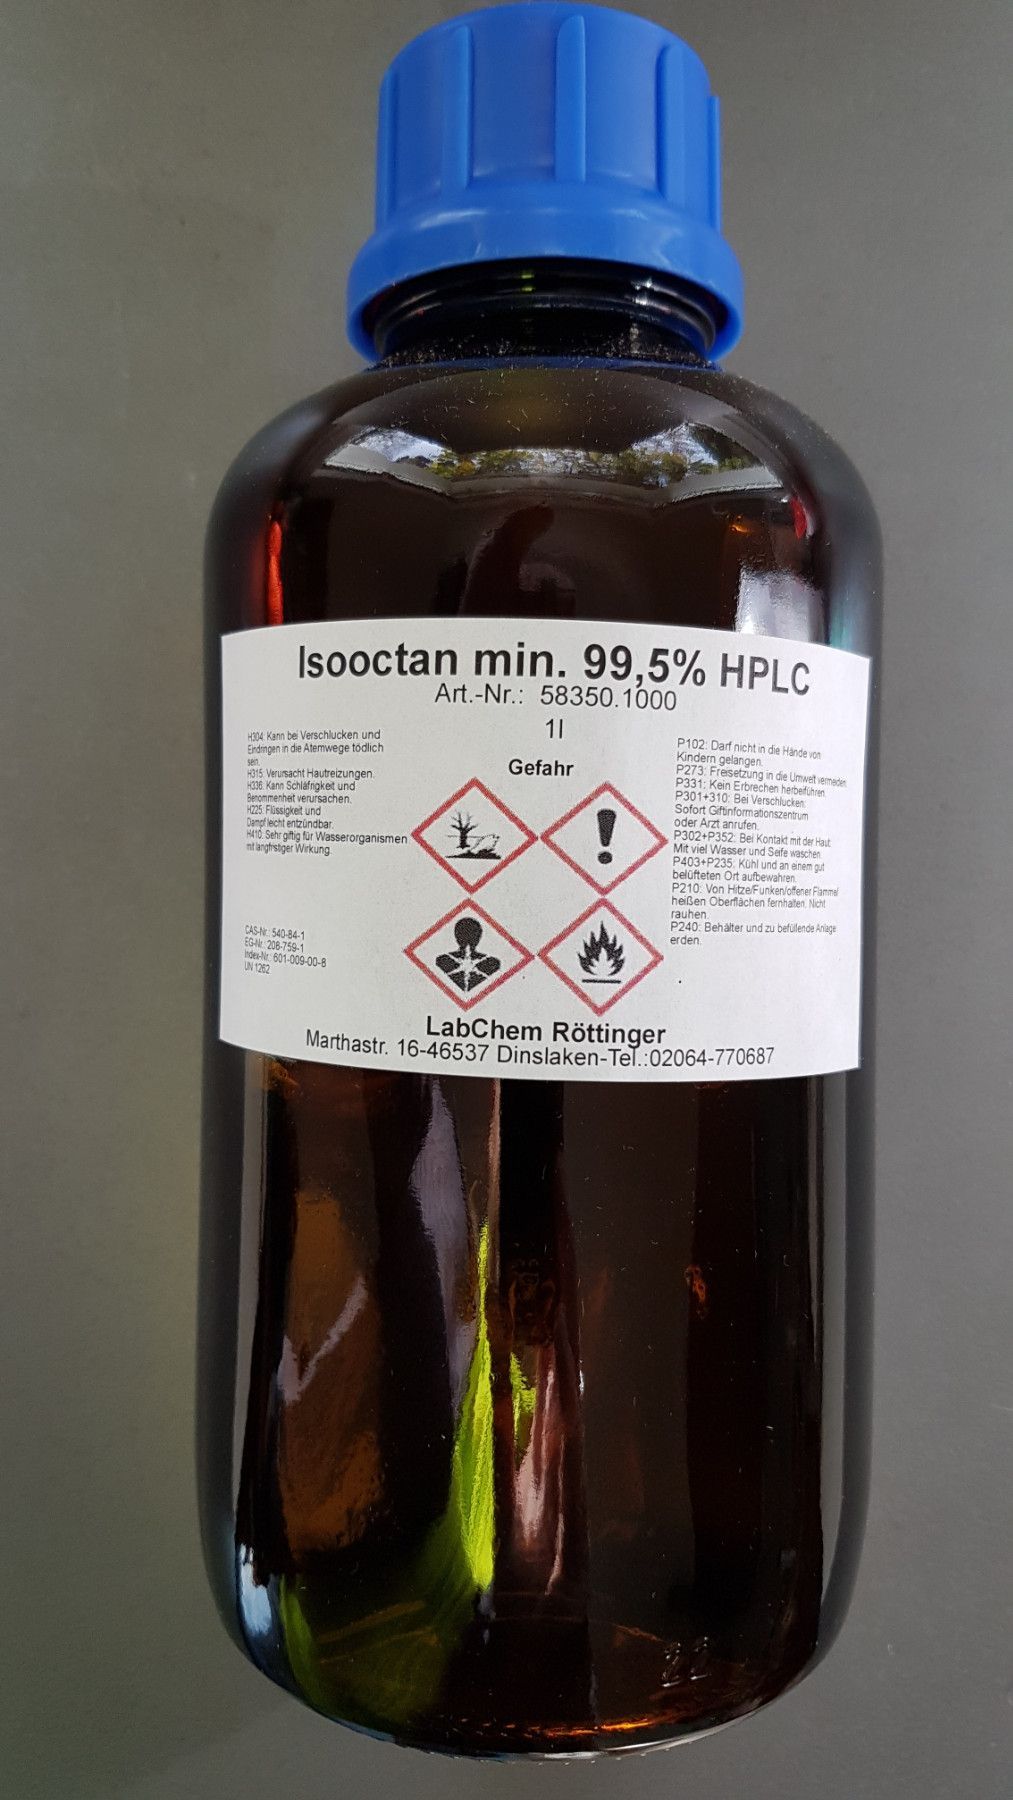 Isooctan min. 99,5% HPLC
Art.-Nr.: 58350.1000
1l
Gefahr
H304: Kann bei Verschlucken und
Eindringen in die Atemwege tödlich
sein.
H315: Verursacht Hautreizungen.
H336: Kann Schläfrigkeit und
Benommenheit verursachen.
H225: Flüssigkeit und
Dampf leicht entzündbar.
H410: Sehr giftig für Wasserorganismen
mit langfristiger Wirkung.
CAS-Nr.: 540-84-1
EG-Nr.: 208-759-1
Index-Nr.: 601-009-00-8
UN 1262
P102: Darf nicht in die Hände von
Kindern gelangen.
P273: Freisetzung in die Umwelt vermeiden.
P331: Kein Erbrechen herbeiführen.
P301+310: Bei Verschlucken:
Sofort Giftinformationszentrum
oder Arzt anrufen.
P302+P352: Bei Kontakt mit der Haut:
Mit viel Wasser und Seife waschen.
P403+P235: Kühl und an einem gut
belüfteten Ort aufbewahren.
P210: Von Hitze/Funken/offener Flamme/
heißen Oberflächen fernhalten. Nicht
rauhen.
P240: Behälter und zu befüllende Anlage
erden.
LabChem Röttinger
Marthastr. 16-46537 Dinslaken-Tel.:02064-770687
22